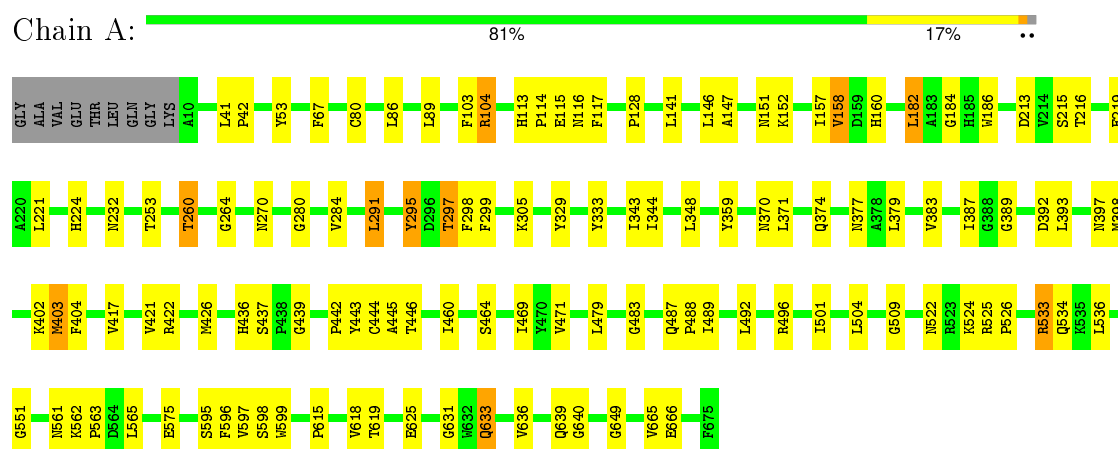 Chain A:
81% 17% ••
GLY ALA VAL GLU THR LEU GLN GLY LYS A10 L41 P42 Y53 F67 C80 L86 L89 F103 R104 H113 P114 E115 N116 F117 P128 L141 L146 A147 N151 K152 I157 V158 D159 H160 L182 A183 G184 H185 W186 D213 V214 S215 T216
A220 L221 H224 N232 T253 T260 G264 N270 G280 V284 L291 Y295 D296 T297 F298 F299 K305 Y329 Y333 I343 I344 L348 Y359 N370 L371 Q374 N377 A378 L379 V383 I387 G388 G389 D392 L393 N397
K402 M403 F404 V417 V421 R422 M426 H436 S437 P438 G439 P442 Y443 C444 A445 T446 I460 S464 I469 Y470 V471 L479 G483 Q487 P488 I489 L492 R496 I501 L504 G509 N522 R523 K524 R525 P526 R533 Q534 K535 L536
G551 N561 K562 P563 D564 L565 E575 S595 F596 V597 S598 W599 P615 V618 T619 E625 G631 W632 Q633 V636 Q639 G640 G649 V665 E666 F675